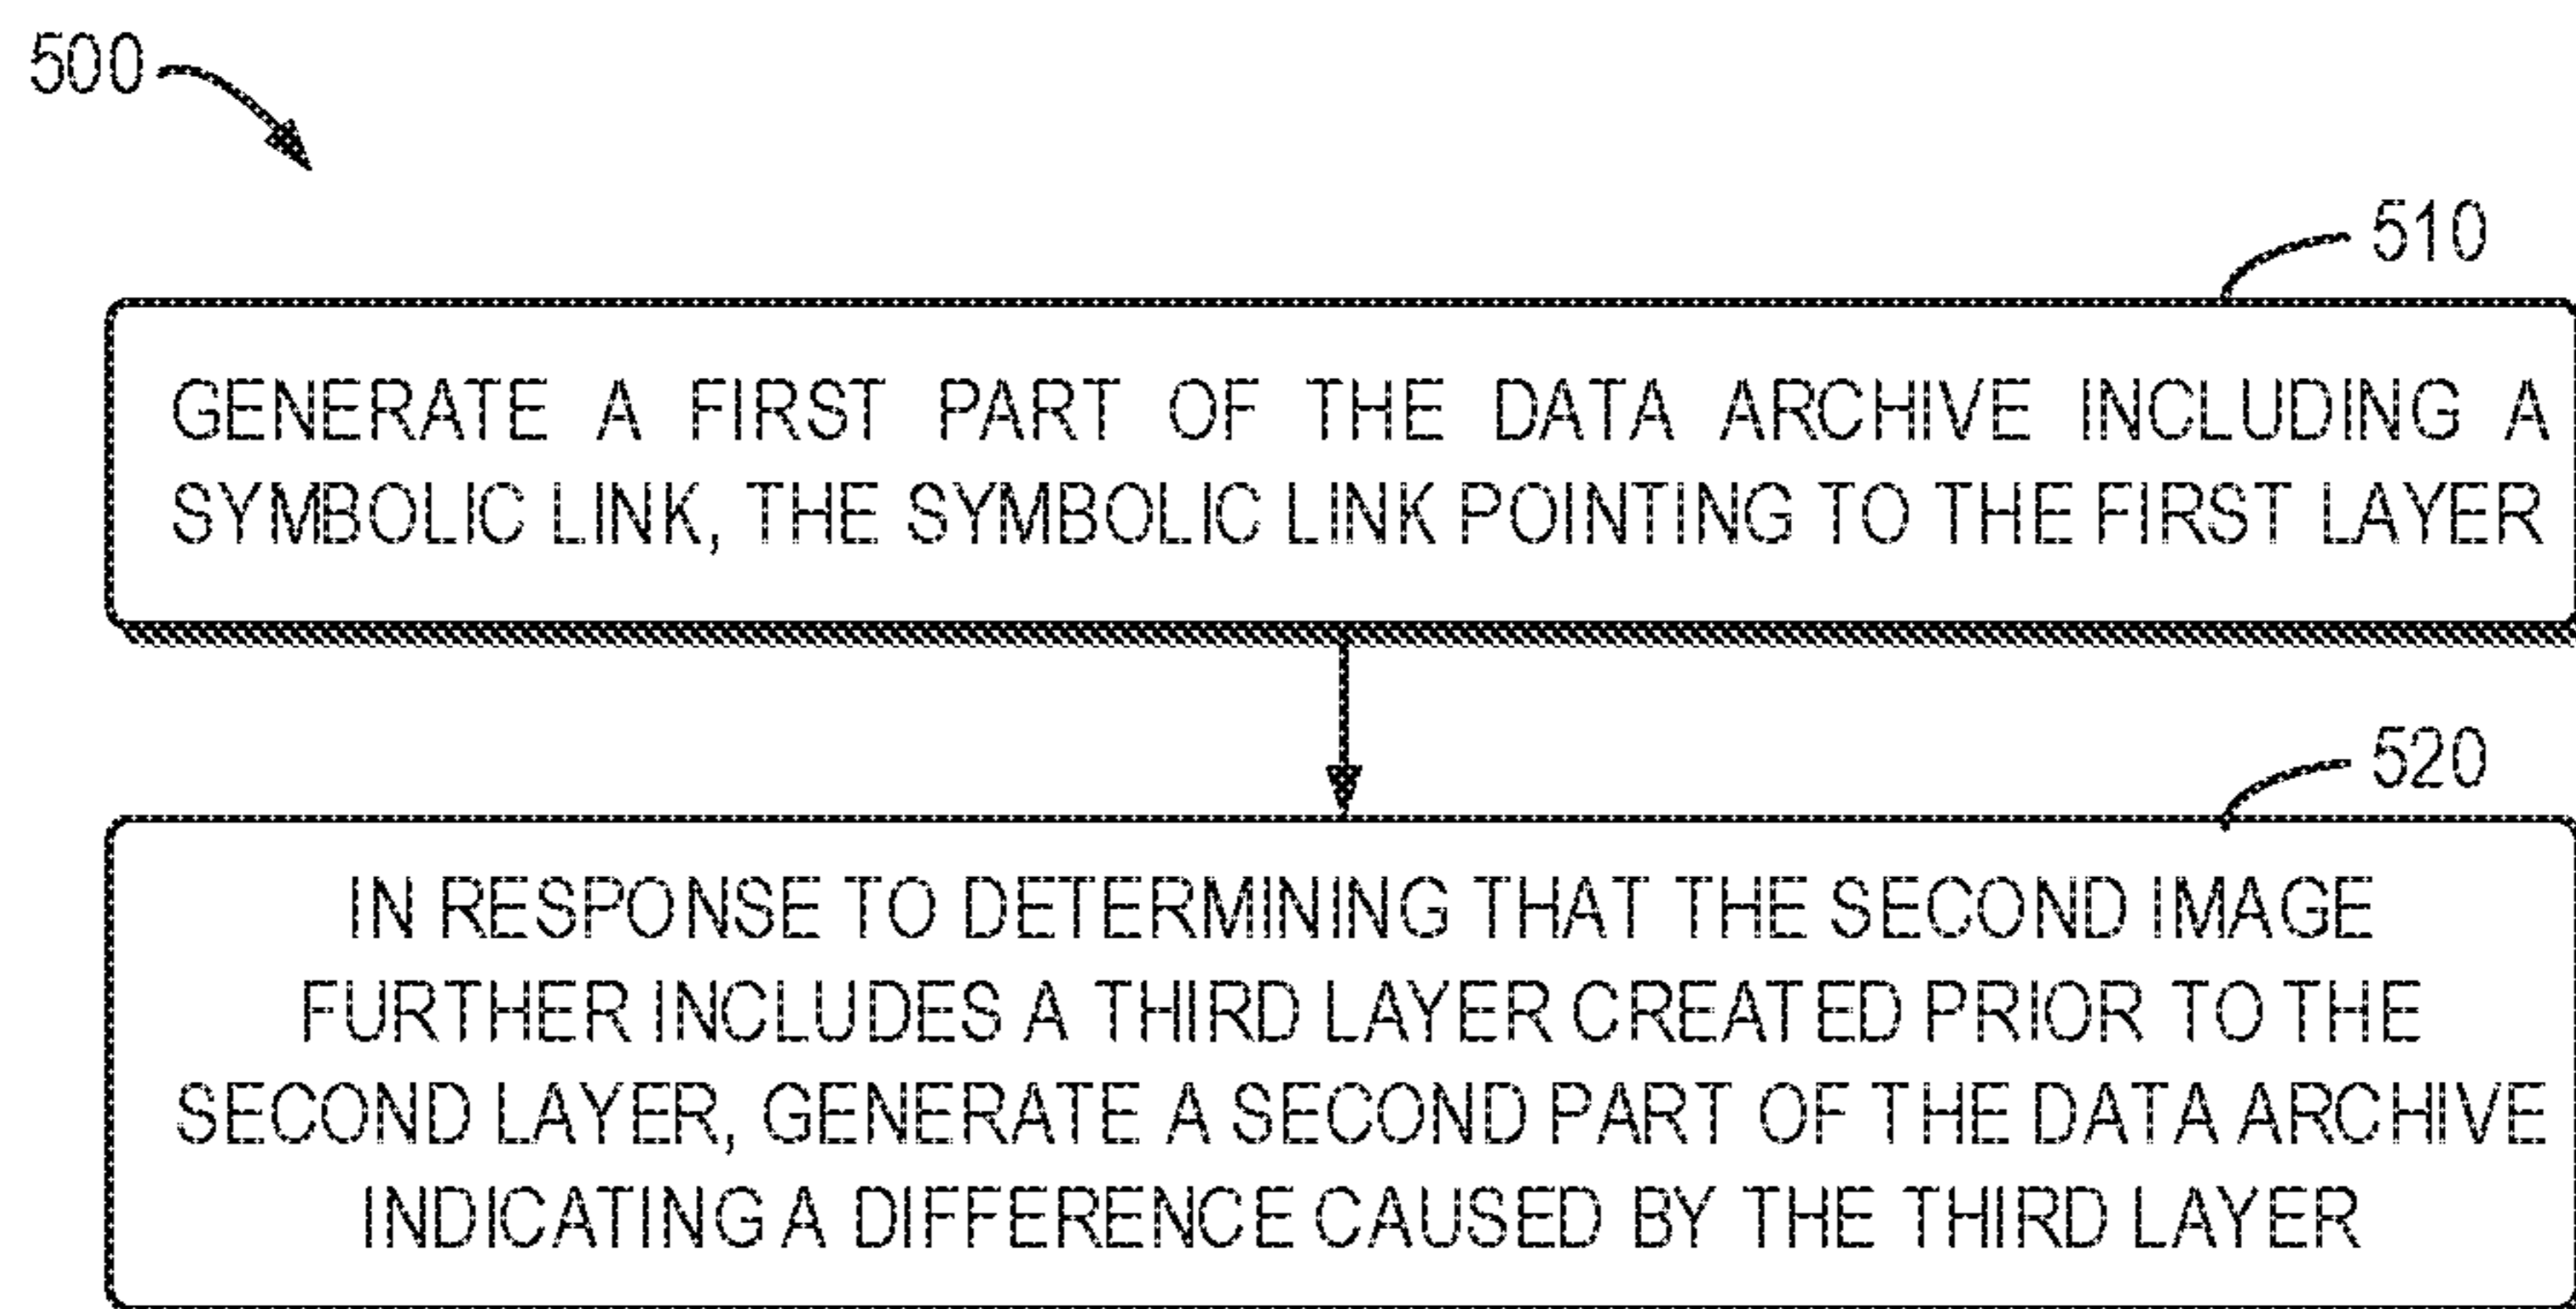 500
510
GENERATE A FIRST PART OF THE DATA ARCHIVE INCLUDING A
SYMBOLIC LINK, THE SYMBOLIC LINK POINTING TO THE FIRST LAYER
520
IN RESPONSE TO DETERMINING THAT THE SECOND IMAGE
FURTHER INCLUDES A THIRD LAYER CREATED PRIOR TO THE
SECOND LAYER, GENERATE A SECOND PART OF THE DATA ARCHIVE
INDICATING A DIFFERENCE CAUSED BY THE THIRD LAYER